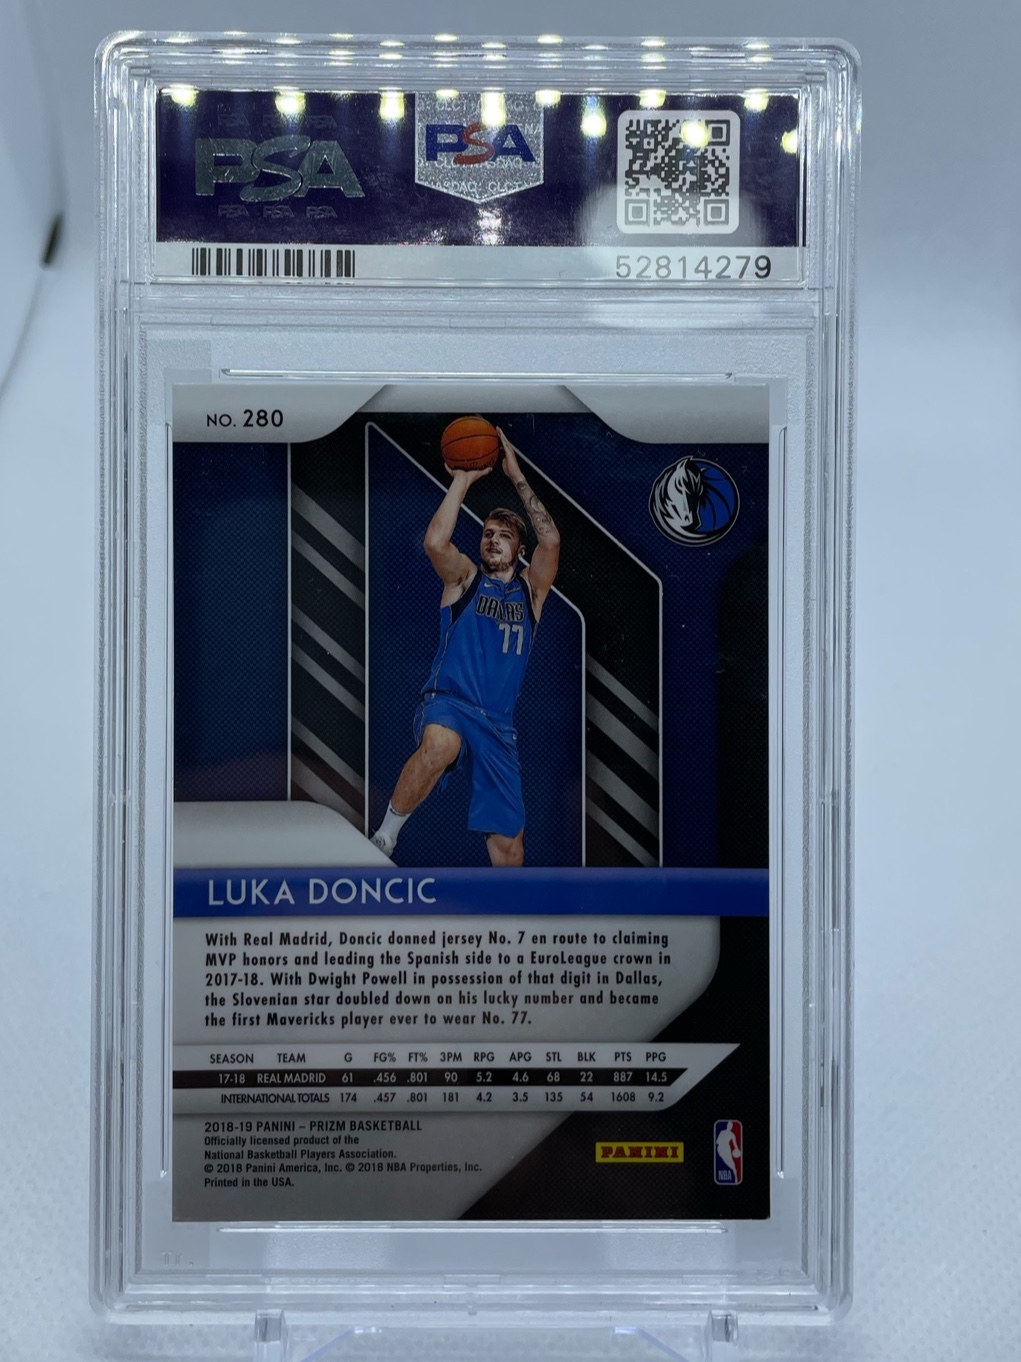 PSA
PSA
52814279
NO. 280
DALLAS
77
LUKA DONCIC
With Real Madrid, Doncic donned jersey No. 7 en route to claiming
MVP honors and leading the Spanish side to a EuroLeague crown in
2017-18. With Dwight Powell in possession of that digit in Dallas,
the Slovenian star doubled down on his lucky number and became
the first Mavericks player ever to wear No. 77.
SEASON TEAM G FG% FT% 3PM RPG APG STL BLK PTS PPG
17-18 REAL MADRID 61 .456 .801 90 5.2 4.6 68 22 887 14.5
INTERNATIONAL TOTALS 174 .457 .801 181 4.2 3.5 135 54 1608 9.2
2018-19 PANINI – PRIZM BASKETBALL
Officially licensed product of the
National Basketball Players Association.
© 2018 Panini America, Inc. © 2018 NBA Properties, Inc.
Printed in the USA.
PANINI
NBA